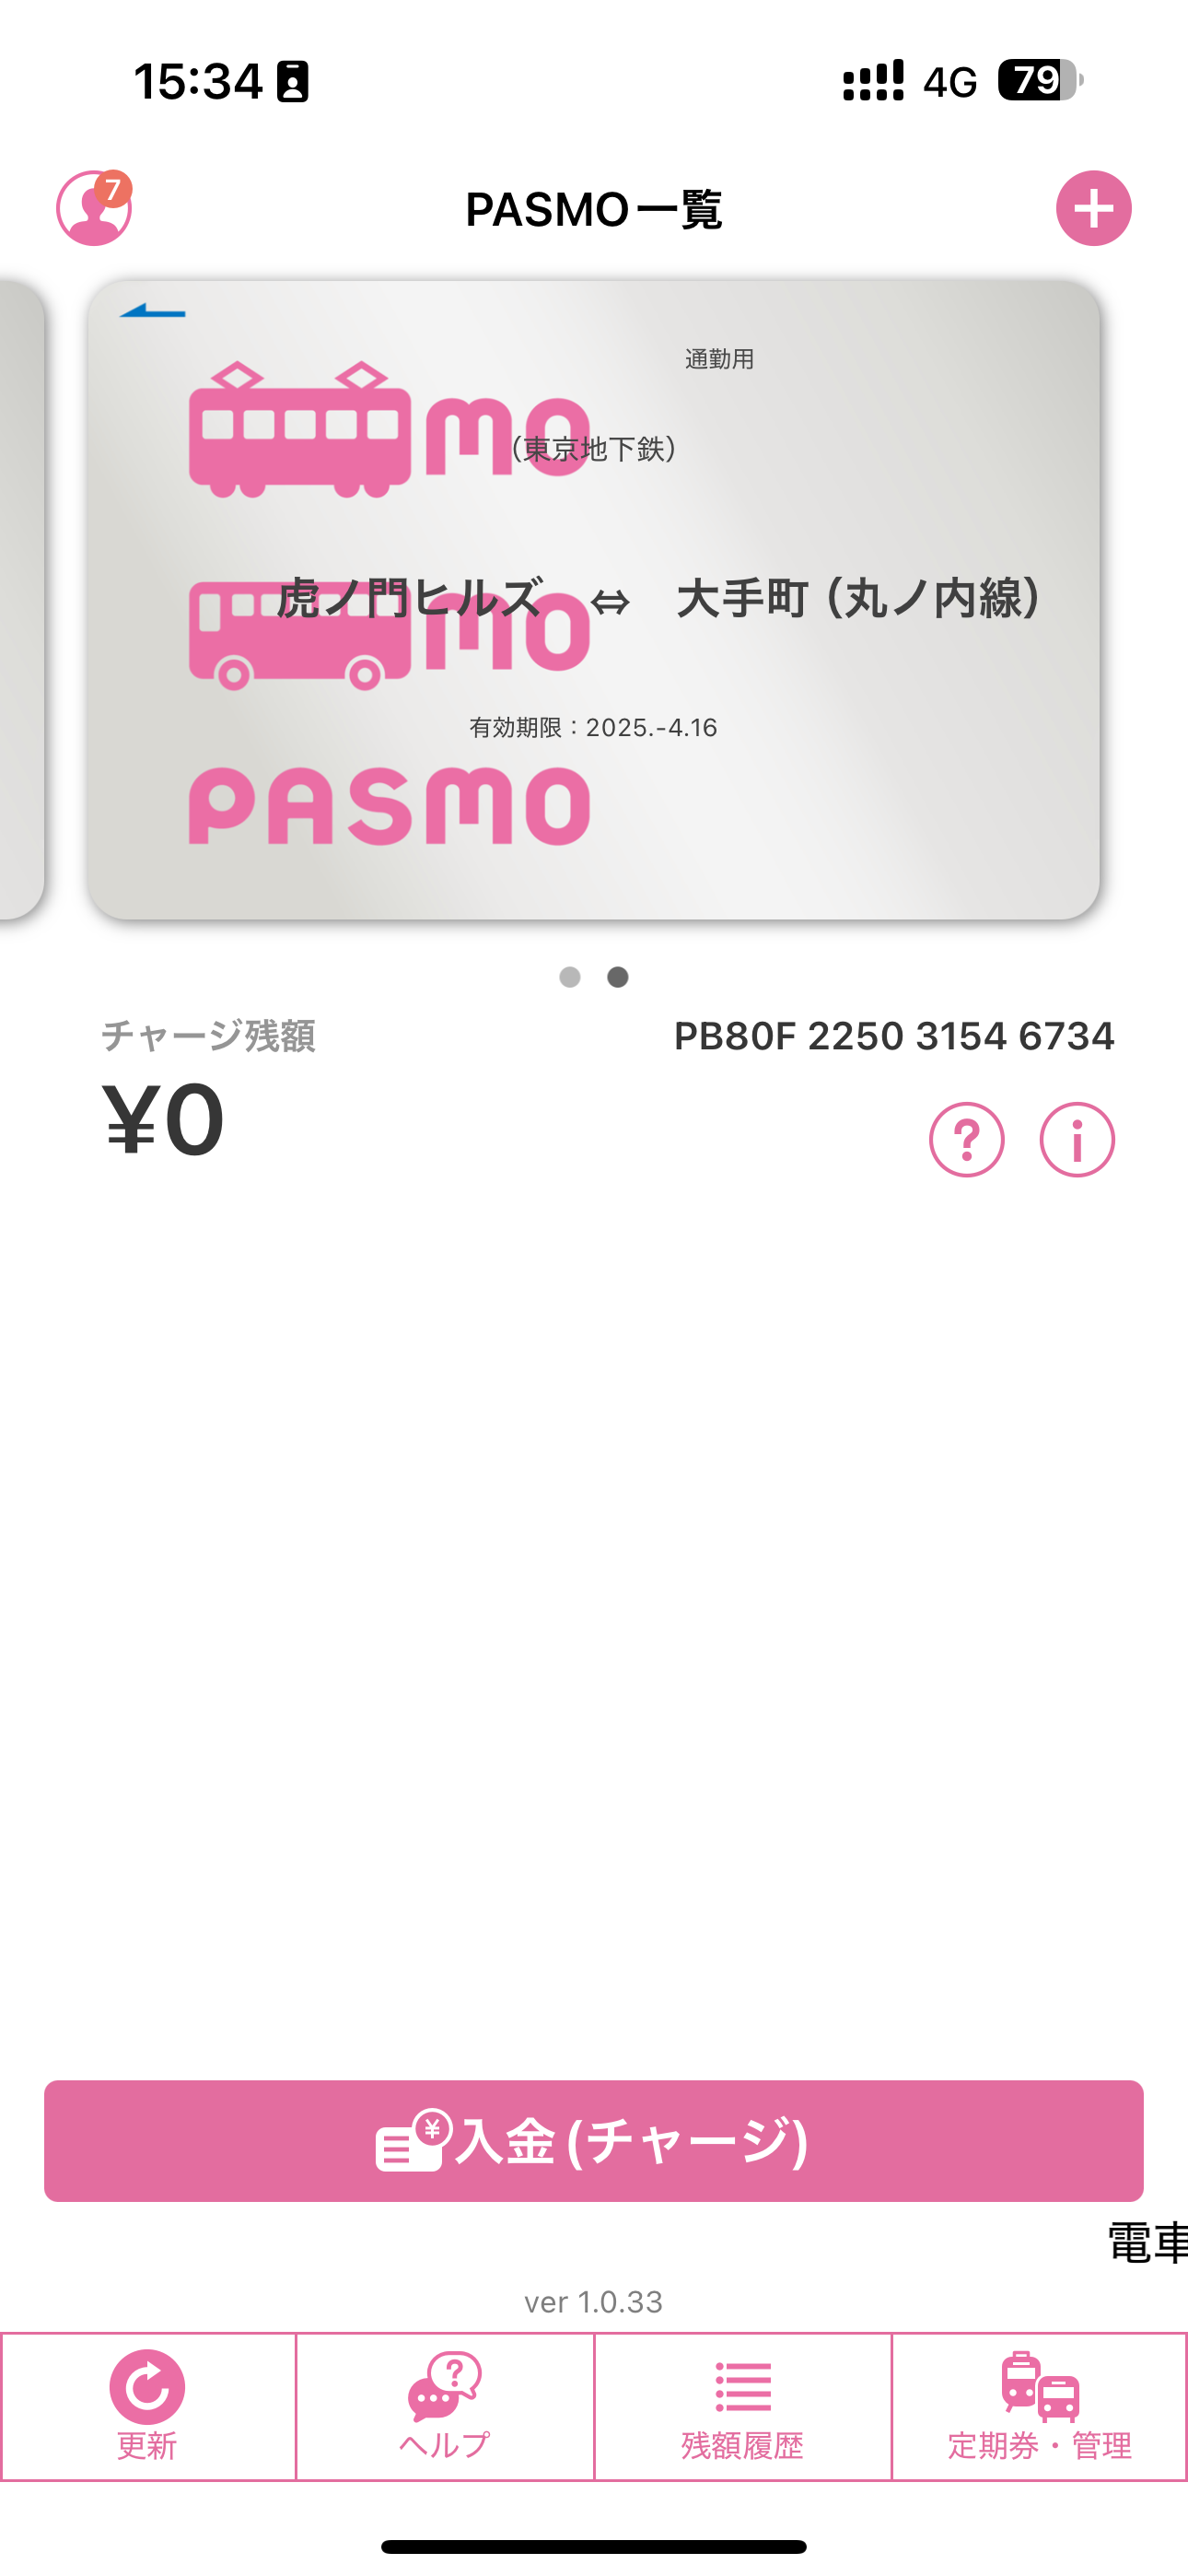 15:34
4G
79
7
PASMO一覧
通勤用
mo
(東京地下鉄)
虎ノ門ヒルズ ⇔ 大手町 (丸ノ内線)
mo
有効期限:2025.-4.16
PASMO
チャージ残額
PB80F 2250 3154 6734
¥0
入金(チャージ)
電車
ver 1.0.33
更新
ヘルプ
残額履歴
定期券・管理